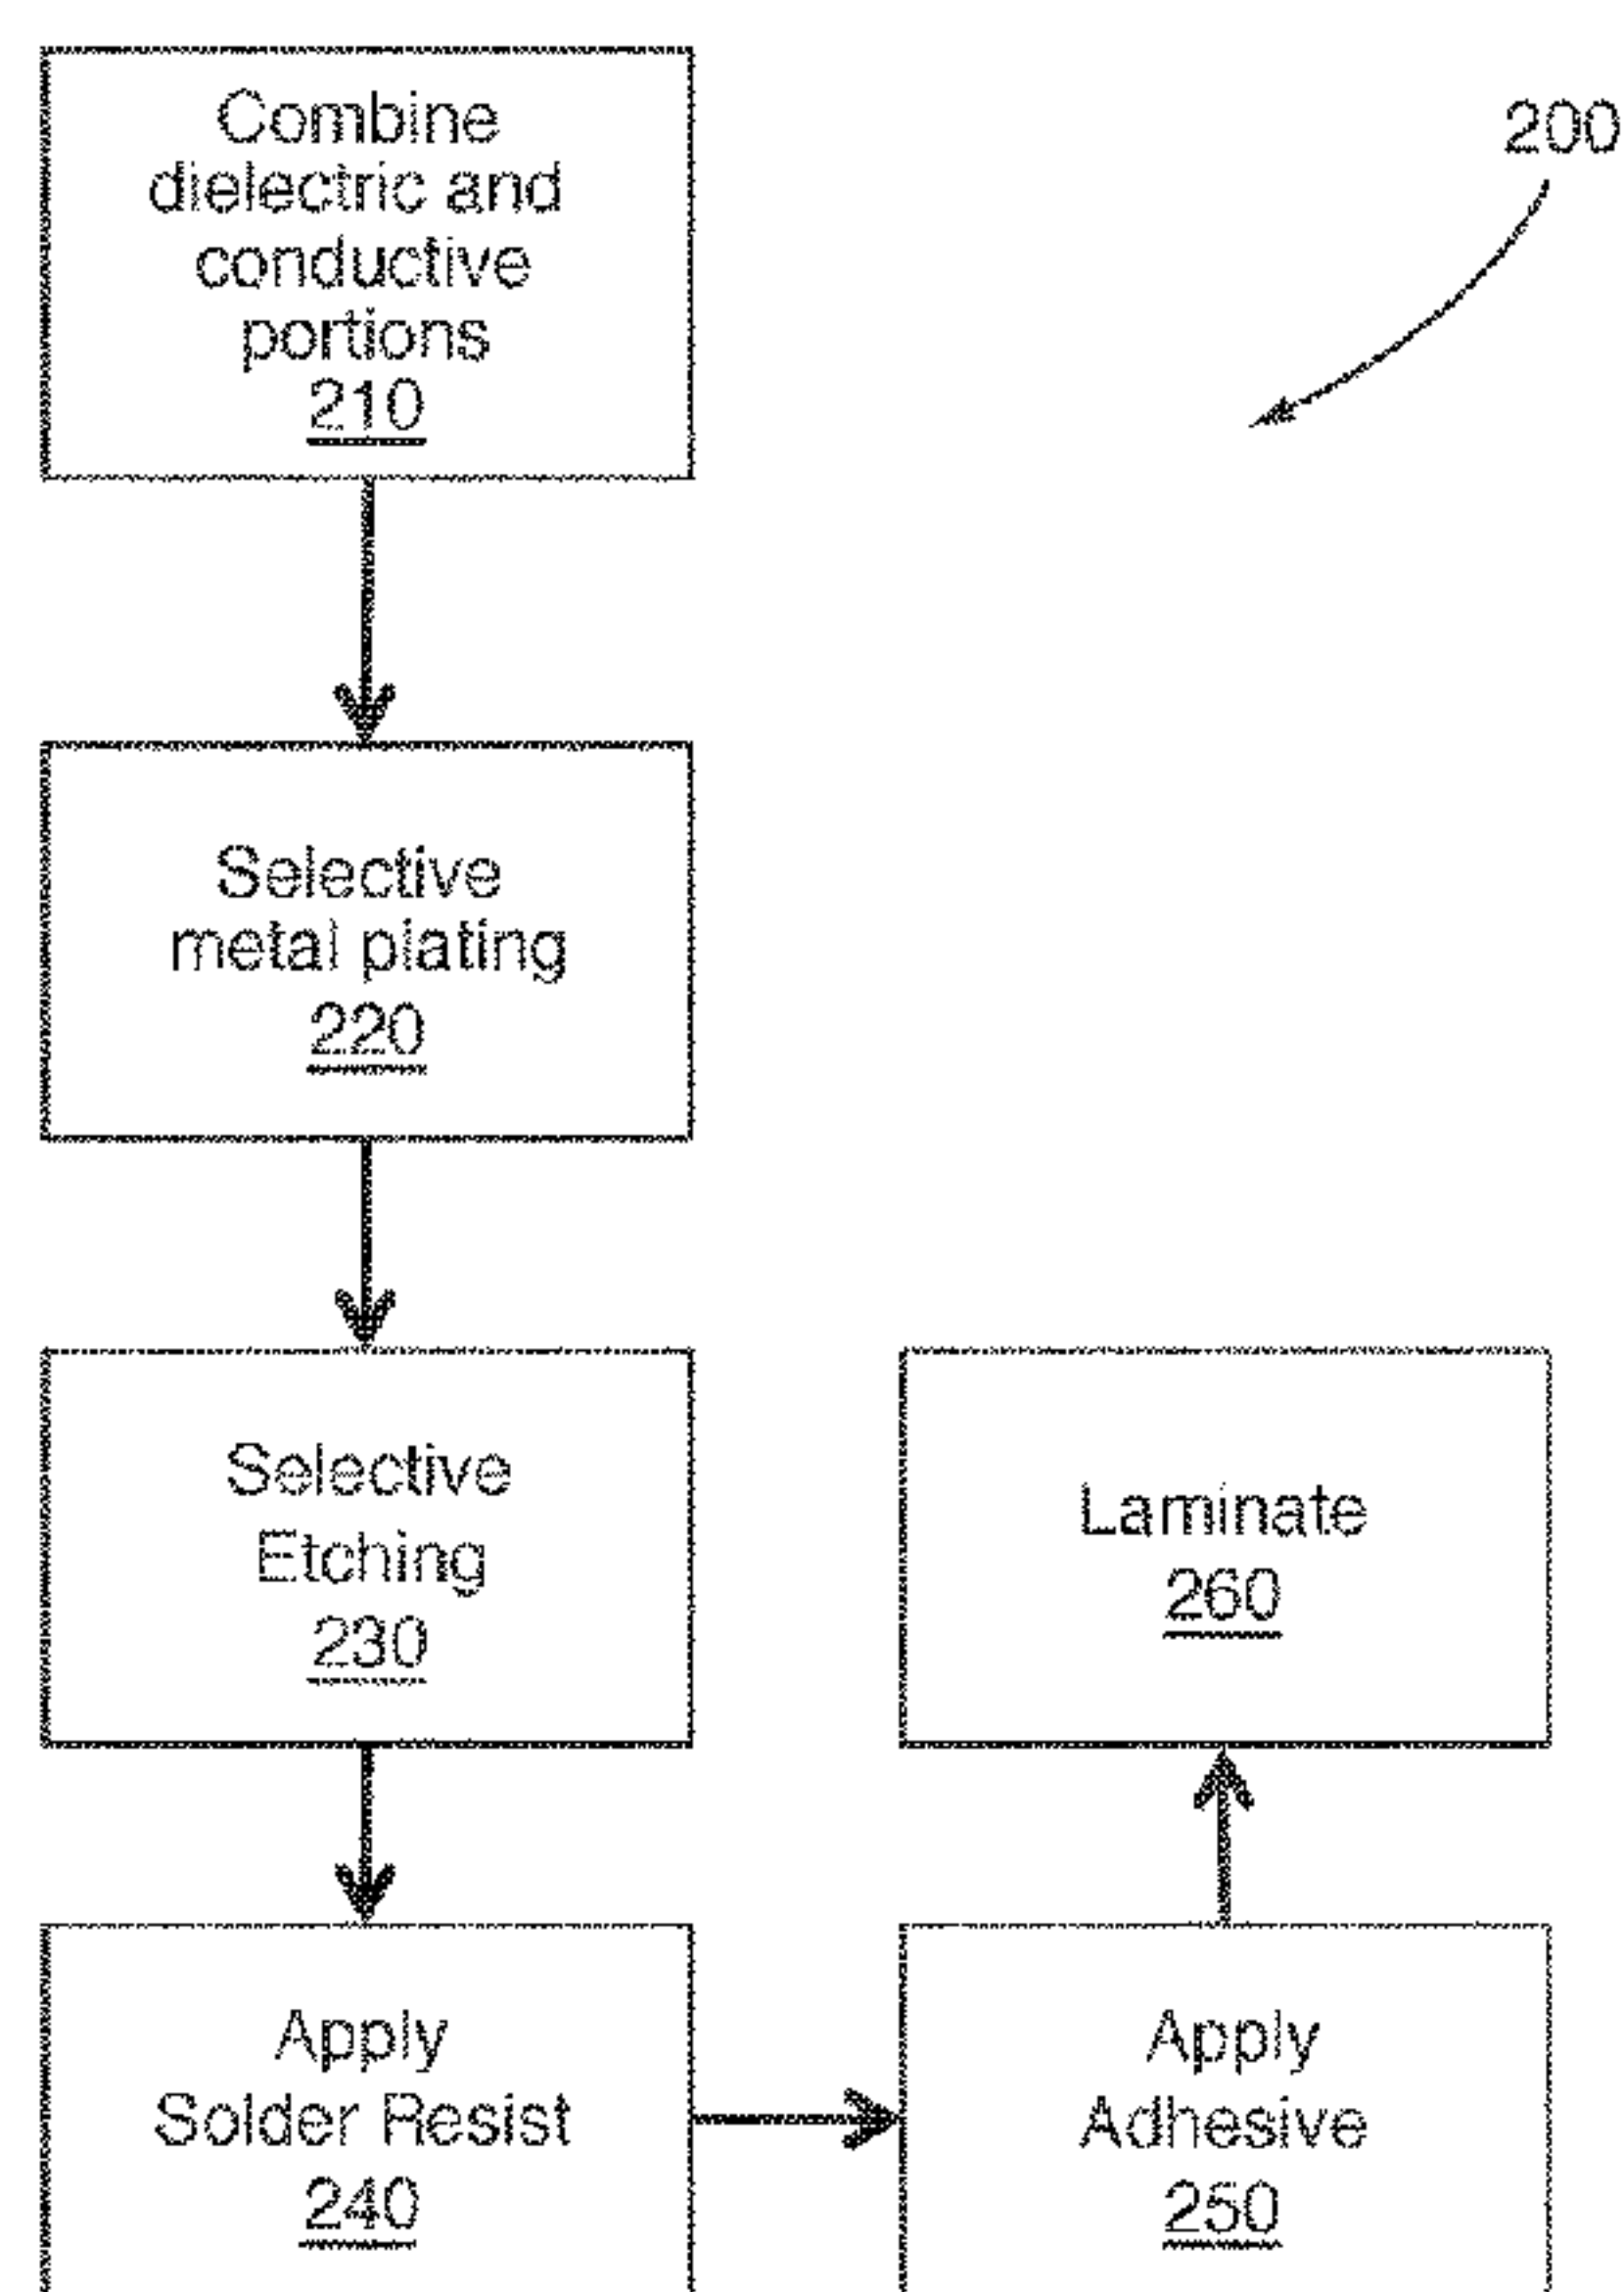 Combine
dielectric and
conductive
portions
210
200
Selective
metal plating
220
Selective
Etching
230
Apply
Solder Resist
240
Apply
Adhesive
250
Laminate
260